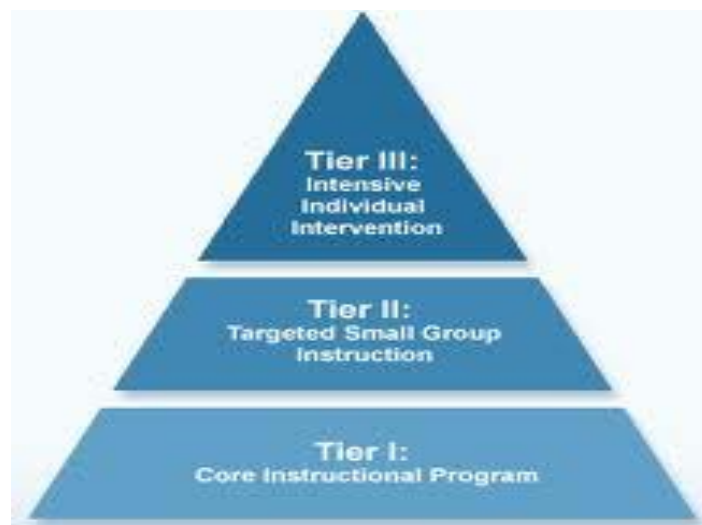 Tier III:
Intensive
Individual
Intervention
Tier II:
Targeted Small Group
Instruction
Tier I:
Core Instructional Program